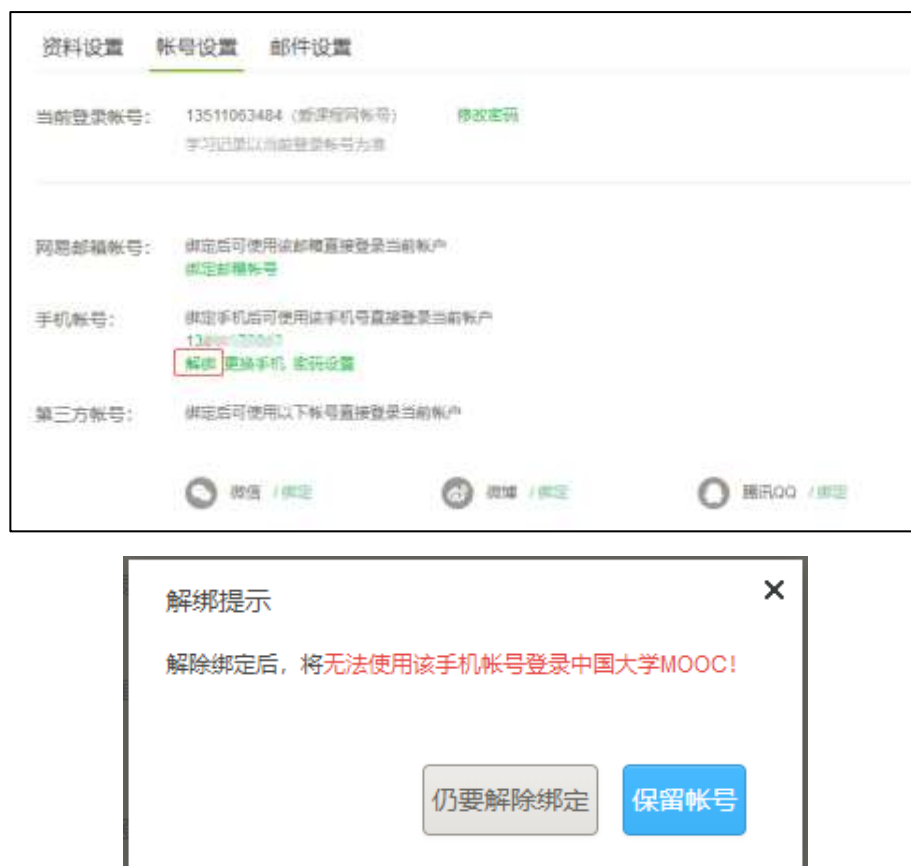 资料设置 帐号设置 邮件设置
当前登录帐号： 13511063484（爱课程网帐号） 修改密码
学习记录以当前登录帐号为准
网易邮箱帐号： 绑定后可使用该邮箱直接登录当前帐户
绑定邮箱帐号
手机帐号： 绑定手机后可使用该手机号直接登录当前帐户
解绑 更换手机 密码设置
第三方帐号： 绑定后可使用以下帐号直接登录当前帐户
微信 /绑定 微博 /绑定 腾讯QQ /绑定
解绑提示
解除绑定后，将无法使用该手机帐号登录中国大学MOOC!
仍要解除绑定 保留帐号